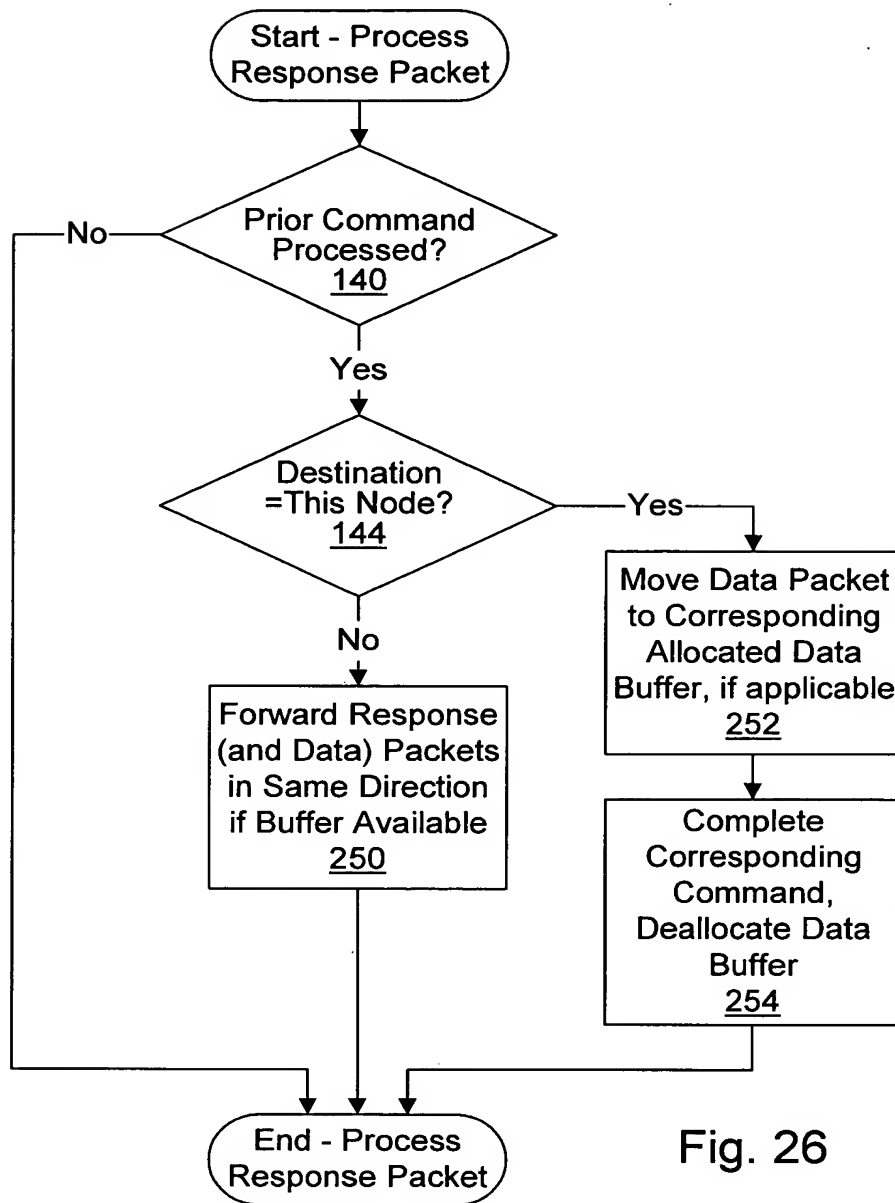 Start - Process
Response Packet
No
Prior Command
Processed?
140
Yes
Destination
=This Node?
144
Yes
No
Move Data Packet
to Corresponding
Allocated Data
Buffer, if applicable
252
Forward Response
(and Data) Packets
in Same Direction
if Buffer Available
250
Complete
Corresponding
Command,
Deallocate Data
Buffer
254
End - Process
Response Packet
Fig. 26